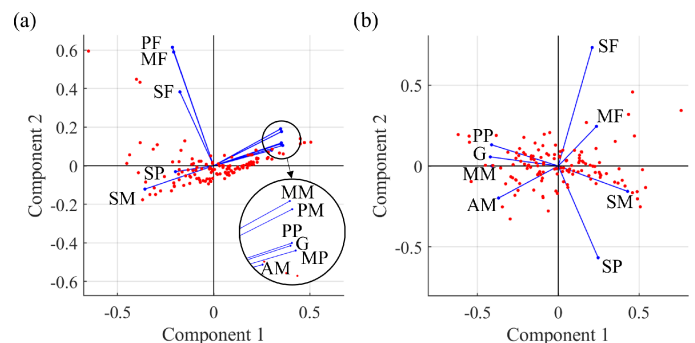 (a)
PF
MF
SF
SP
SM
MM
PM
PP
G
MP
AM
0.6
0.4
0.2
0
-0.2
-0.4
-0.6
-0.5
0
0.5
Component 2
Component 1
(b)
SF
MF
PP
G
MM
AM
SM
SP
0.5
0
-0.5
-0.5
0
0.5
Component 2
Component 1